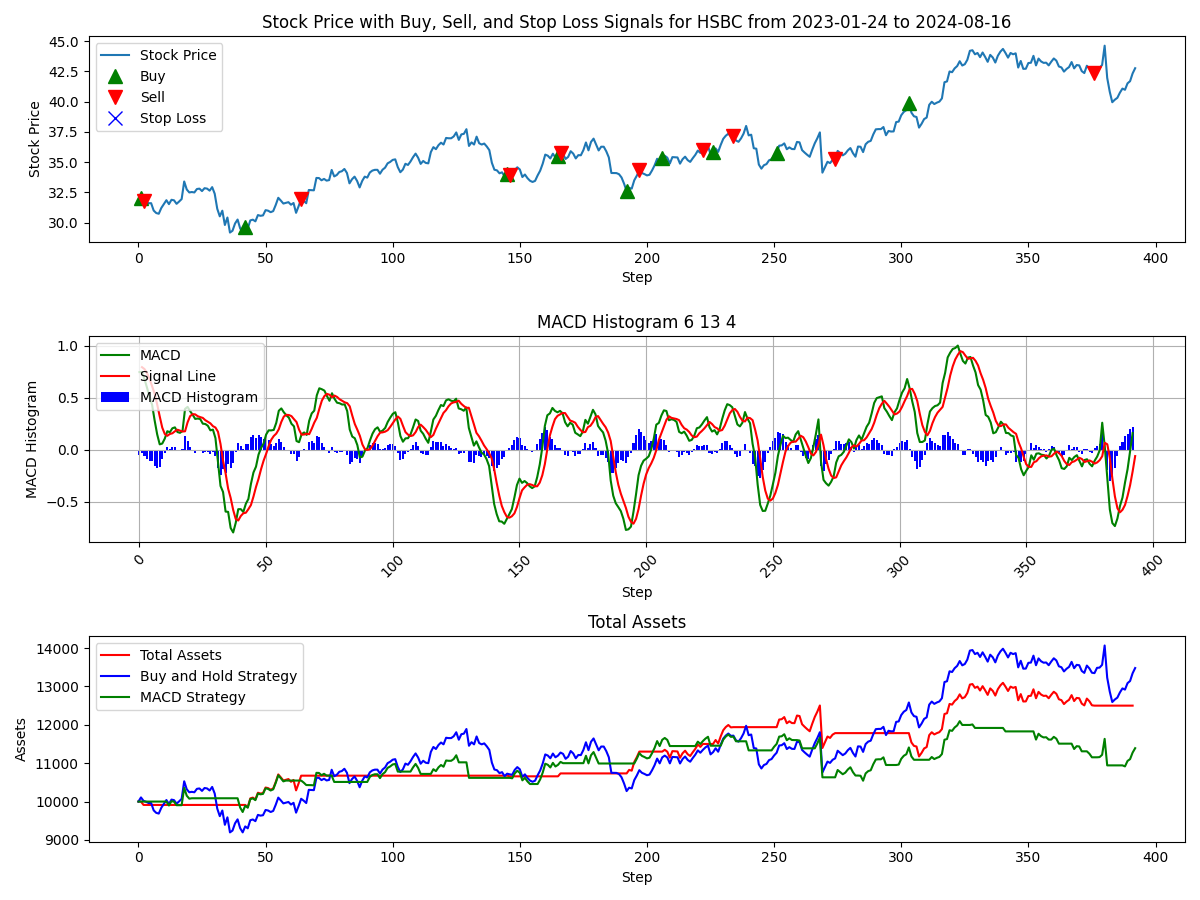 Stock Price with Buy, Sell, and Stop Loss Signals for HSBC from 2023-01-24 to 2024-08-16
Stock Price
45.0
42.5
40.0
37.5
35.0
32.5
30.0
Stock Price
Buy
Sell
Stop Loss
0 50 100 150 200 250 300 350 400
Step
MACD Histogram 6 13 4
MACD Histogram
1.0
0.5
0.0
−0.5
MACD
Signal Line
MACD Histogram
0 50 100 150 200 250 300 350 400
Step
Total Assets
Assets
14000
13000
12000
11000
10000
9000
Total Assets
Buy and Hold Strategy
MACD Strategy
0 50 100 150 200 250 300 350 400
Step